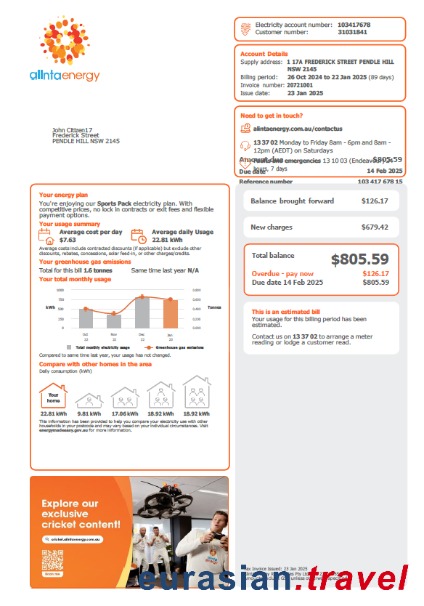 alintaenergy
Electricity account number: 103417678
Customer number: 31031841
Account Details
Supply address: 1 17A FREDERICK STREET PENDLE HILL
NSW 2145
Billing period: 26 Oct 2024 to 22 Jan 2025 (89 days)
Invoice number: 20721001
Issue date: 23 Jan 2025
Need to get in touch?
alintaenergy.com.au/contactus
13 37 02 Monday to Friday 8am - 6pm and 8am -
12pm (AEDT) on Saturdays
Faults and emergencies 13 10 03 (Endeavour) 24
hours, 7 days
Amount due $805.59
Due date 14 Feb 2025
Reference number 103 417 678 15
John Citizen17
Frederick Street
PENDLE HILL NSW 2145
Your energy plan
You're enjoying our Sports Pack electricity plan. With
competitive prices, no lock in contracts or exit fees and flexible
payment options.
Your usage summary
Average cost per day
$7.63
Average daily Usage
22.81 kWh
Average costs include contracted discounts (if applicable) but exclude other
discounts, rebates, concessions, solar feed-in, or other charges/credits.
Your greenhouse gas emissions
Total for this bill 1.6 tonnes Same time last year N/A
Your total monthly usage
kWh
Tonnes
Oct
Nov
Dec
Jan
Total monthly electricity usage
Greenhouse gas emissions
Compared to same time last year, your usage has not changed.
Compare with other homes in the area
Daily consumption (kWh)
Your
home
22.81 kWh 9.81 kWh 17.06 kWh 18.92 kWh 18.92 kWh
This information has been provided to help you compare your electricity use with other
households in your postcode and may vary based on your individual circumstances. Visit
energymadeeasy.gov.au for more information.
Balance brought forward $126.17
New charges $679.42
Total balance $805.59
Overdue - pay now $126.17
Due date 14 Feb 2025 $805.59
This is an estimated bill
Your usage for this billing period has been
estimated.
Contact us on 13 37 02 to arrange a meter
reading or lodge a customer read.
Explore our
exclusive
cricket content!
cricket.alintaenergy.com.au
eurasian.travel